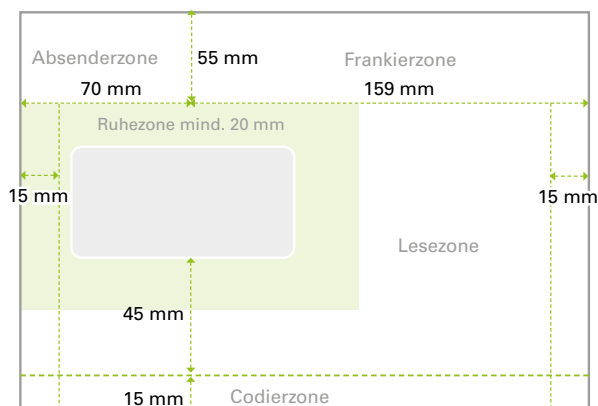 Absenderzone
55 mm
Frankierzone
70 mm
159 mm
Ruhezone mind. 20 mm
15 mm
15 mm
Lesezone
45 mm
15 mm
Codierzone